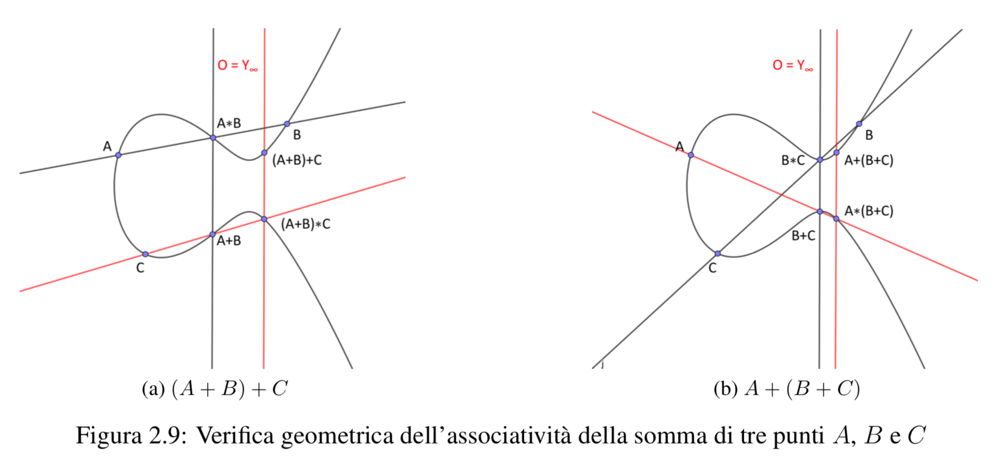 O = Y∞
A∗B
B
A
(A+B)+C
(A+B)∗C
A+B
C
(a) (A + B) + C
O = Y∞
B
A
B∗C
A+(B+C)
A∗(B+C)
B+C
C
j
(b) A + (B + C)
Figura 2.9: Verifica geometrica dell’associatività della somma di tre punti A, B e C